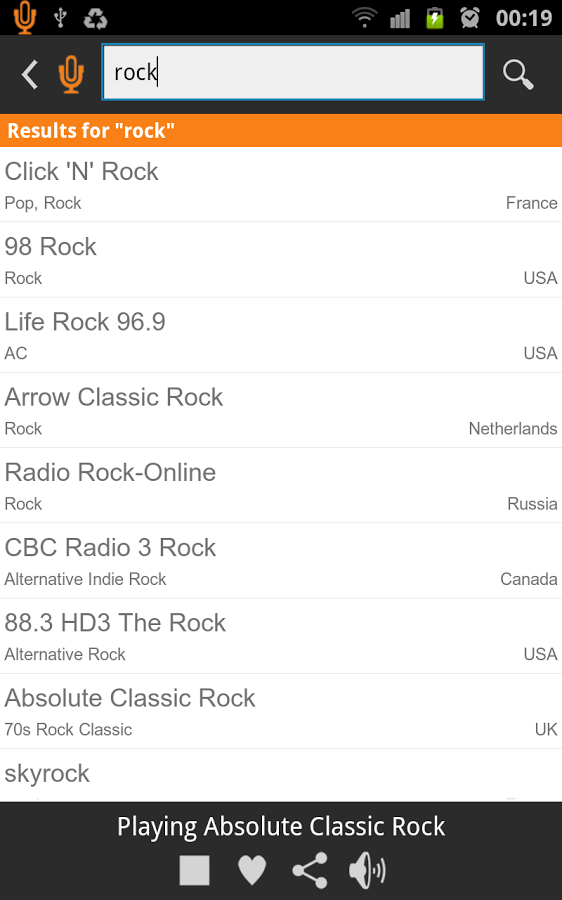 00:19
rock
Results for "rock"
Click 'N' Rock
Pop, Rock France
98 Rock
Rock USA
Life Rock 96.9
AC USA
Arrow Classic Rock
Rock Netherlands
Radio Rock-Online
Rock Russia
CBC Radio 3 Rock
Alternative Indie Rock Canada
88.3 HD3 The Rock
Alternative Rock USA
Absolute Classic Rock
70s Rock Classic UK
skyrock
Playing Absolute Classic Rock